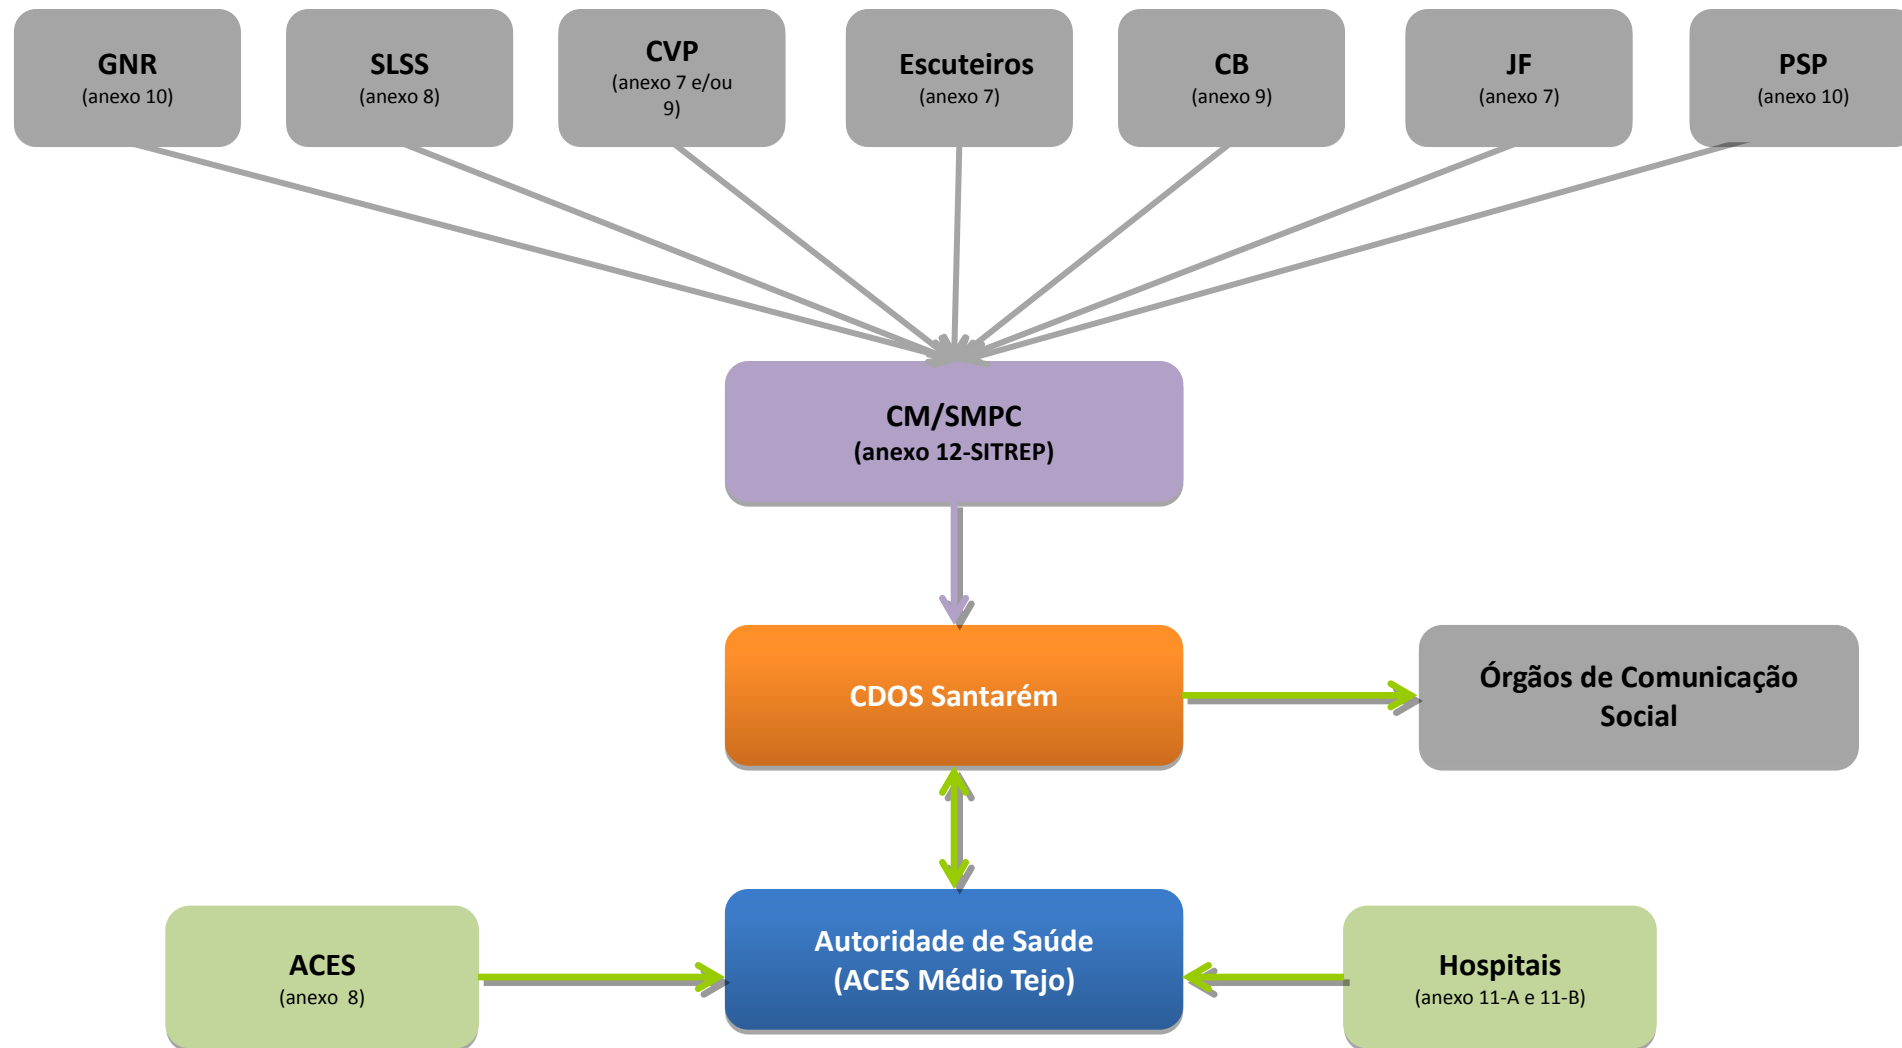 GNR
(anexo 10)
SLSS
(anexo 8)
CVP
(anexo 7 e/ou
9)
Escuteiros
(anexo 7)
CB
(anexo 9)
JF
(anexo 7)
PSP
(anexo 10)
CM/SMPC
(anexo 12-SITREP)
CDOS Santarém
Órgãos de Comunicação
Social
ACES
(anexo 8)
Autoridade de Saúde
(ACES Médio Tejo)
Hospitais
(anexo 11-A e 11-B)